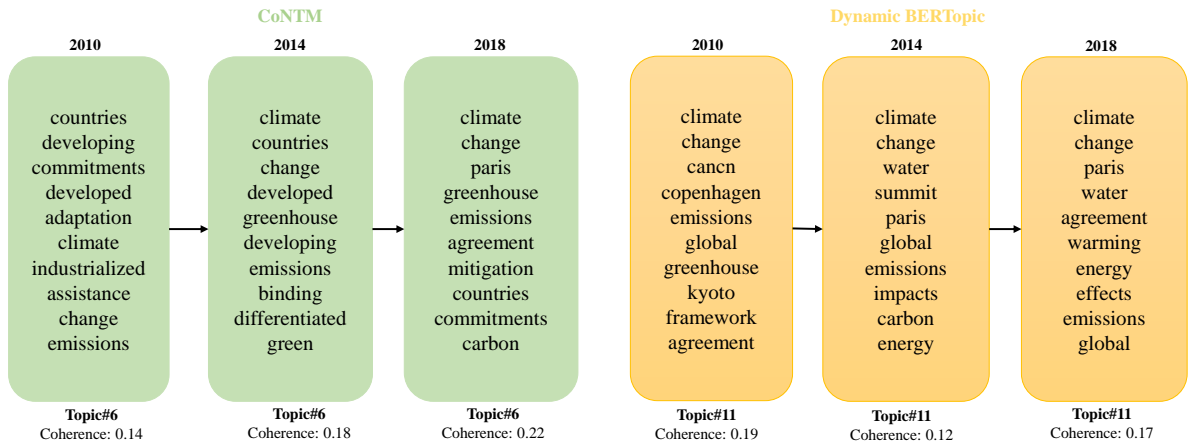 CoNTM
2010
countries
developing
commitments
developed
adaptation
climate
industrialized
assistance
change
emissions
Topic#6
Coherence: 0.14
2014
climate
countries
change
developed
greenhouse
developing
emissions
binding
differentiated
green
Topic#6
Coherence: 0.18
2018
climate
change
paris
greenhouse
emissions
agreement
mitigation
countries
commitments
carbon
Topic#6
Coherence: 0.22
Dynamic BERTopic
2010
climate
change
cancn
copenhagen
emissions
global
greenhouse
kyoto
framework
agreement
Topic#11
Coherence: 0.19
2014
climate
change
water
summit
paris
global
emissions
impacts
carbon
energy
Topic#11
Coherence: 0.12
2018
climate
change
paris
water
agreement
warming
energy
effects
emissions
global
Topic#11
Coherence: 0.17